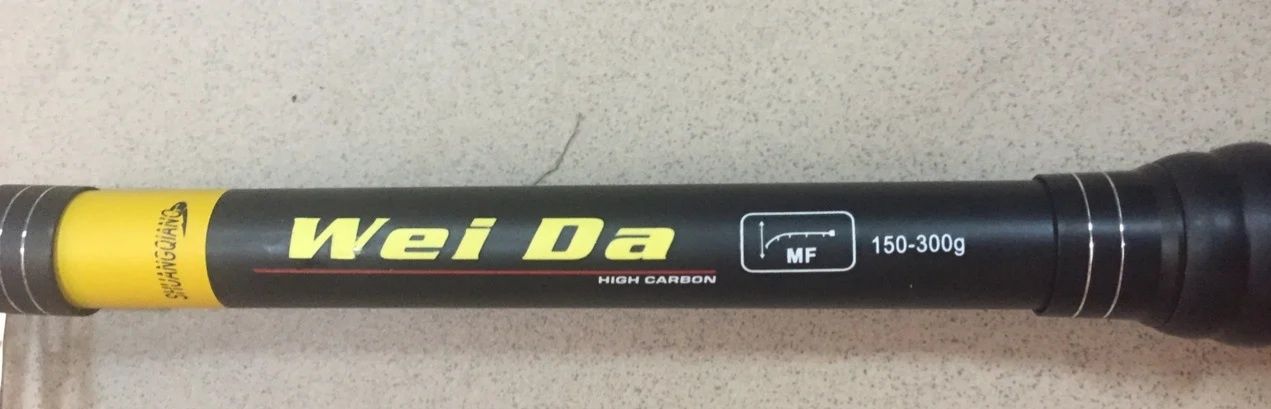 SHUANGQIANG
Wei Da
HIGH CARBON
MF
150-300g